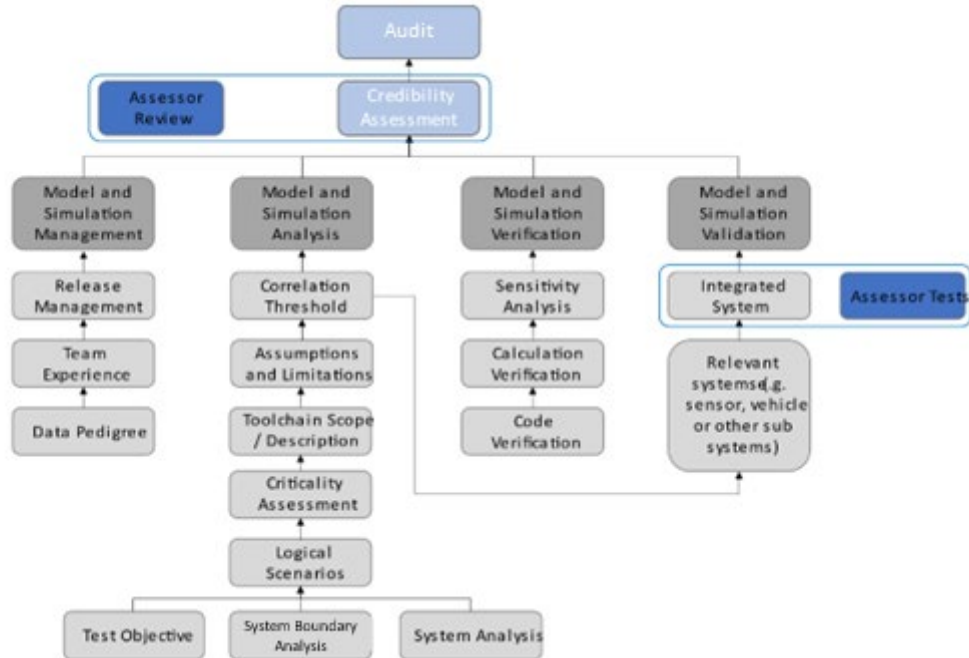 Audit
Assessor
Review
Credibility
Assessment
Model and
Simulation
Management
Model and
Simulation
Analysis
Model and
Simulation
Verification
Model and
Simulation
Validation
Release
Management
Correlation
Threshold
Sensitivity
Analysis
Integrated
System
Assessor Tests
Team
Experience
Assumptions
and Limitations
Calculation
Verification
Relevant
systems(e.g.
sensor, vehicle
or other sub
systems)
Data Pedigree
Toolchain Scope
/ Description
Code
Verification
Criticality
Assessment
Logical
Scenarios
Test Objective
System Boundary
Analysis
System Analysis